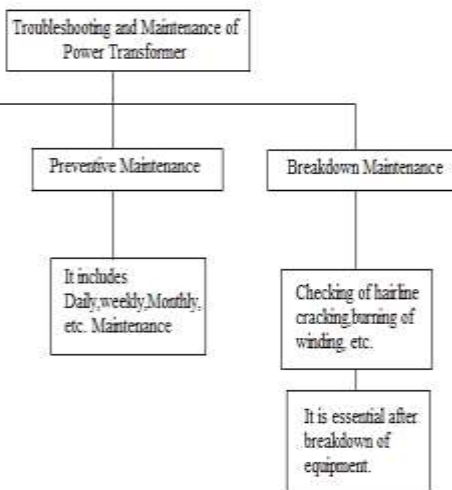 Troubleshooting and Maintenance of
Power Transformer
Preventive Maintenance
Breakdown Maintenance
It includes
Daily,weekly,Monthly,
etc. Maintenance
Checking of hairline
cracking,burning of
winding, etc.
It is essential after
breakdown of
equipment.